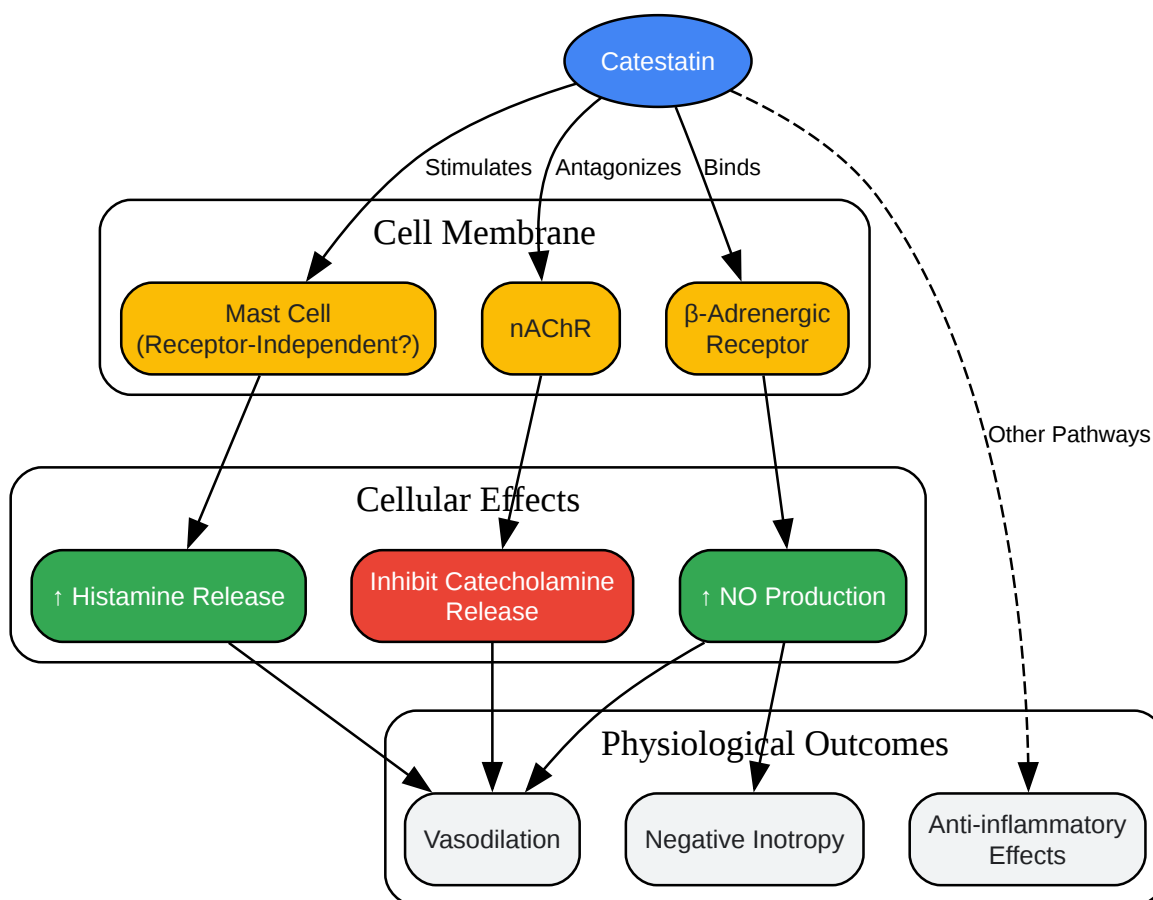 Catestatin
Stimulates
Antagonizes
Binds
Cell Membrane
Mast Cell
(Receptor-Independent?)
nAChR
β-Adrenergic
Receptor
Other Pathways
Cellular Effects
↑ Histamine Release
Inhibit Catecholamine
Release
↑ NO Production
Physiological Outcomes
Vasodilation
Negative Inotropy
Anti-inflammatory
Effects